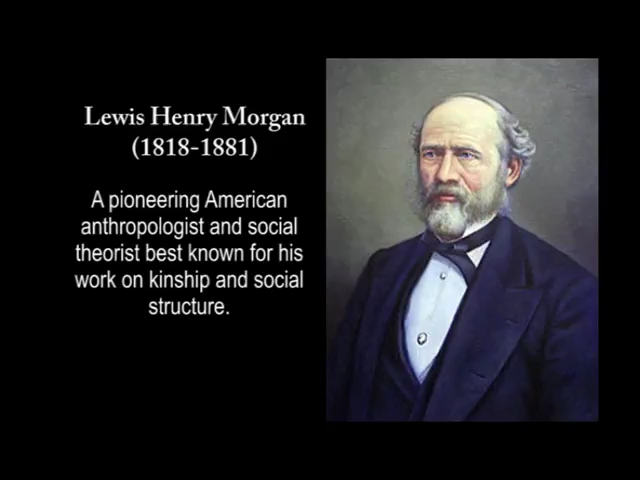 Lewis Henry Morgan
(1818-1881)
A pioneering American
anthropologist and social
theorist best known for his
work on kinship and social
structure.